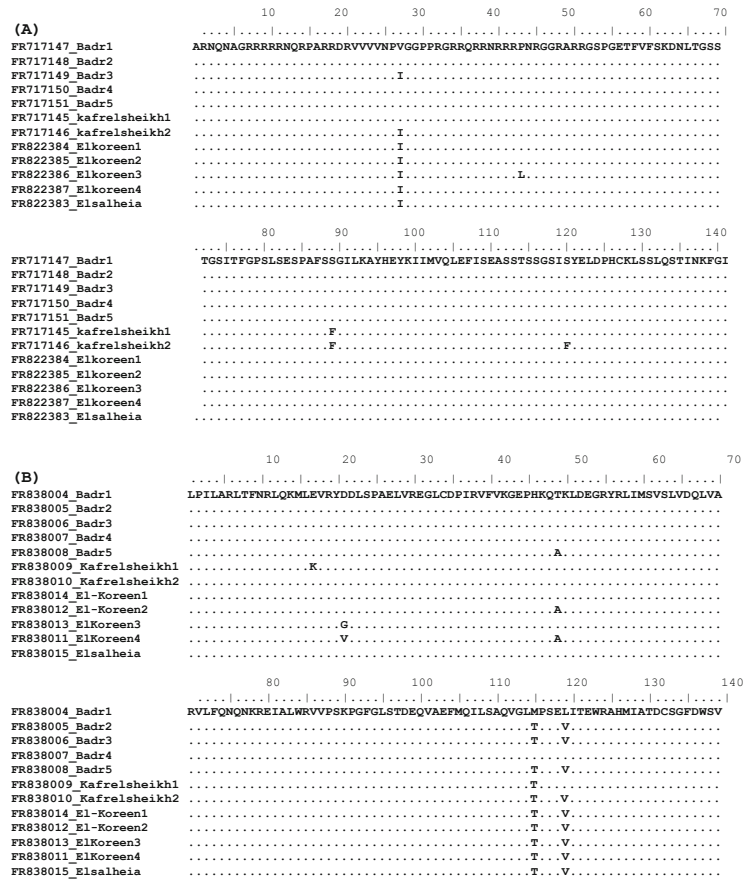 (A)
10 20 30 40 50 60 70
FR717147_Badr1 ARNQNAGRRRRRNQRPARRDRVVVVNPVGGPPRGRRQRRNRRRPNRGGRARRGSPGETFVFSKDNLTGSS
FR717148_Badr2 ......................................................................
FR717149_Badr3 ...........................I..........................................
FR717150_Badr4 ......................................................................
FR717151_Badr5 ......................................................................
FR717145_kafrelsheikh1 ......................................................................
FR717146_kafrelsheikh2 ...........................I..........................................
FR822384_Elkoreen1 ...........................I..........................................
FR822385_Elkoreen2 ...........................I..........................................
FR822386_Elkoreen3 ...........................I...............L..........................
FR822387_Elkoreen4 ...........................I..........................................
FR822383_Elsalheia ...........................I..........................................
80 90 100 110 120 130 140
FR717147_Badr1 TGSITFGPSLSESPAFSSGILKAYHEYKIIMVQLEFISEASSTSSGSISYELDPHCKLSSLQSTINKFGI
FR717148_Badr2 ......................................................................
FR717149_Badr3 ......................................................................
FR717150_Badr4 ......................................................................
FR717151_Badr5 ......................................................................
FR717145_kafrelsheikh1 .................F....................................................
FR717146_kafrelsheikh2 .................F..............................F.....................
FR822384_Elkoreen1 ......................................................................
FR822385_Elkoreen2 ......................................................................
FR822386_Elkoreen3 ......................................................................
FR822387_Elkoreen4 ......................................................................
FR822383_Elsalheia ......................................................................
(B)
10 20 30 40 50 60 70
FR838004_Badr1 LPILARLTFNRLQKMLEVRYDDLSPAELVREGLCDPIRVFVKGEPHKQTKLDEGRYRLIMSVSLVDQLVA
FR838005_Badr2 ......................................................................
FR838006_Badr3 ......................................................................
FR838007_Badr4 ......................................................................
FR838008_Badr5 ................................................A.....................
FR838009_Kafrelsheikh1 ................K.....................................................
FR838010_Kafrelsheikh2 ......................................................................
FR838014_El-Koreen1 ......................................................................
FR838012_El-Koreen2 ................................................A.....................
FR838013_ElKoreen3 ....................G.................................................
FR838011_ElKoreen4 ....................V...........................A.....................
FR838015_Elsalheia ......................................................................
80 90 100 110 120 130 140
FR838004_Badr1 RVLFQNQNKREIALWRVVPSKPGFGLSTDEQVAEFMQILSAQVGLMPSELITEWRAHMIATDCSGFDWSV
FR838005_Badr2 .............................................T...V....................
FR838006_Badr3 .............................................T...V....................
FR838007_Badr4 ......................................................................
FR838008_Badr5 .............................................T...V....................
FR838009_Kafrelsheikh1 .............................................T........................
FR838010_Kafrelsheikh2 .............................................T...V....................
FR838014_El-Koreen1 .............................................T...V....................
FR838012_El-Koreen2 .............................................T...V....................
FR838013_ElKoreen3 .............................................T...V....................
FR838011_ElKoreen4 .............................................T...V....................
FR838015_Elsalheia .............................................T...V....................